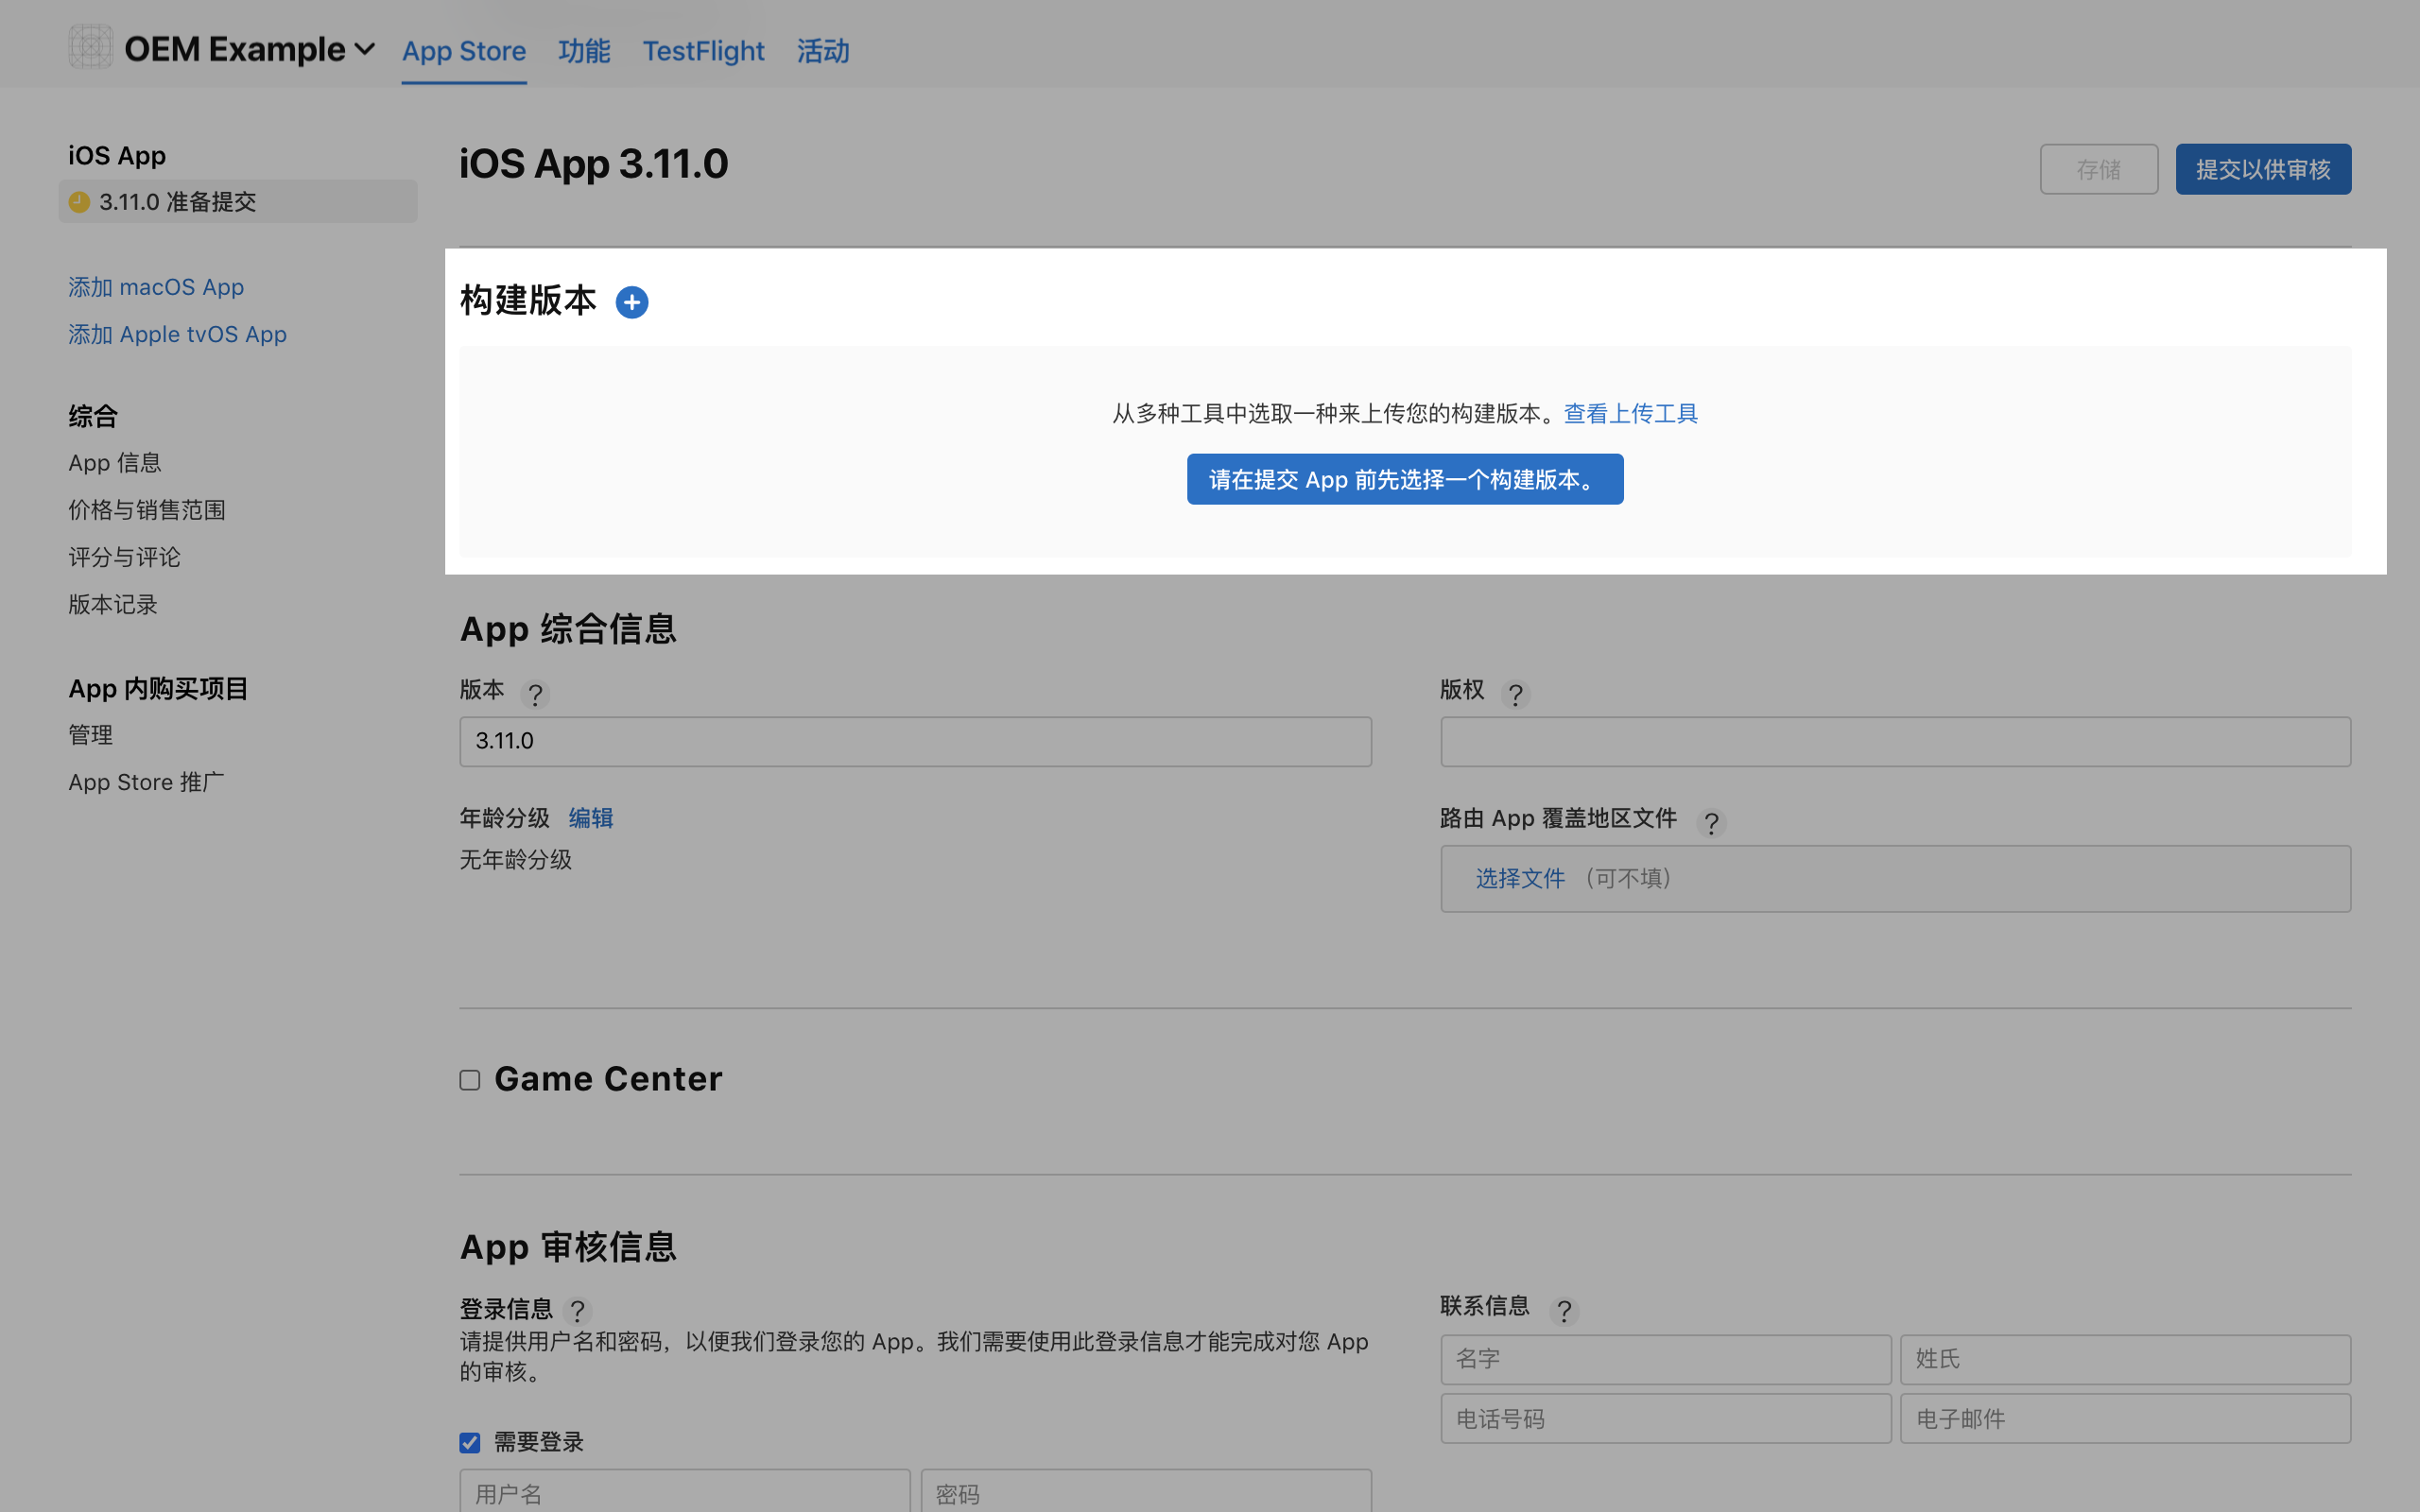 OEM Example
App Store
功能
TestFlight
活动
iOS App
3.11.0 准备提交
添加 macOS App
添加 Apple tvOS App
综合
App 信息
价格与销售范围
评分与评论
版本记录
App 内购买项目
管理
App Store 推广
iOS App 3.11.0
存储
提交以供审核
构建版本
从多种工具中选取一种来上传您的构建版本。查看上传工具
请在提交 App 前先选择一个构建版本。
App 综合信息
版本 ?
3.11.0
版权 ?
年龄分级 编辑
无年龄分级
路由 App 覆盖地区文件 ?
选择文件 （可不填）
Game Center
App 审核信息
登录信息 ?
请提供用户名和密码，以便我们登录您的 App。我们需要使用此登录信息才能完成对您 App
的审核。
需要登录
用户名
密码
联系信息 ?
名字
姓氏
电话号码
电子邮件